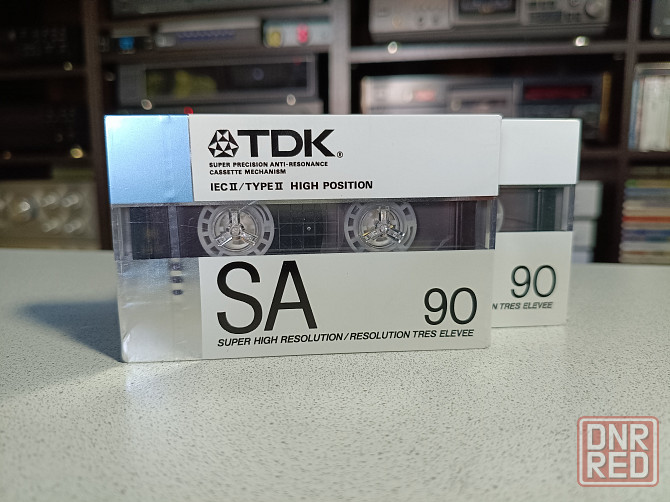 TDK®
SUPER PRECISION ANTI-RESONANCE
CASSETTE MECHANISM
IEC II/TYPE II HIGH POSITION
SA 90
SUPER HIGH RESOLUTION/RESOLUTION TRES ELEVEE
90
N TRES ELEVEE
DNR
RED